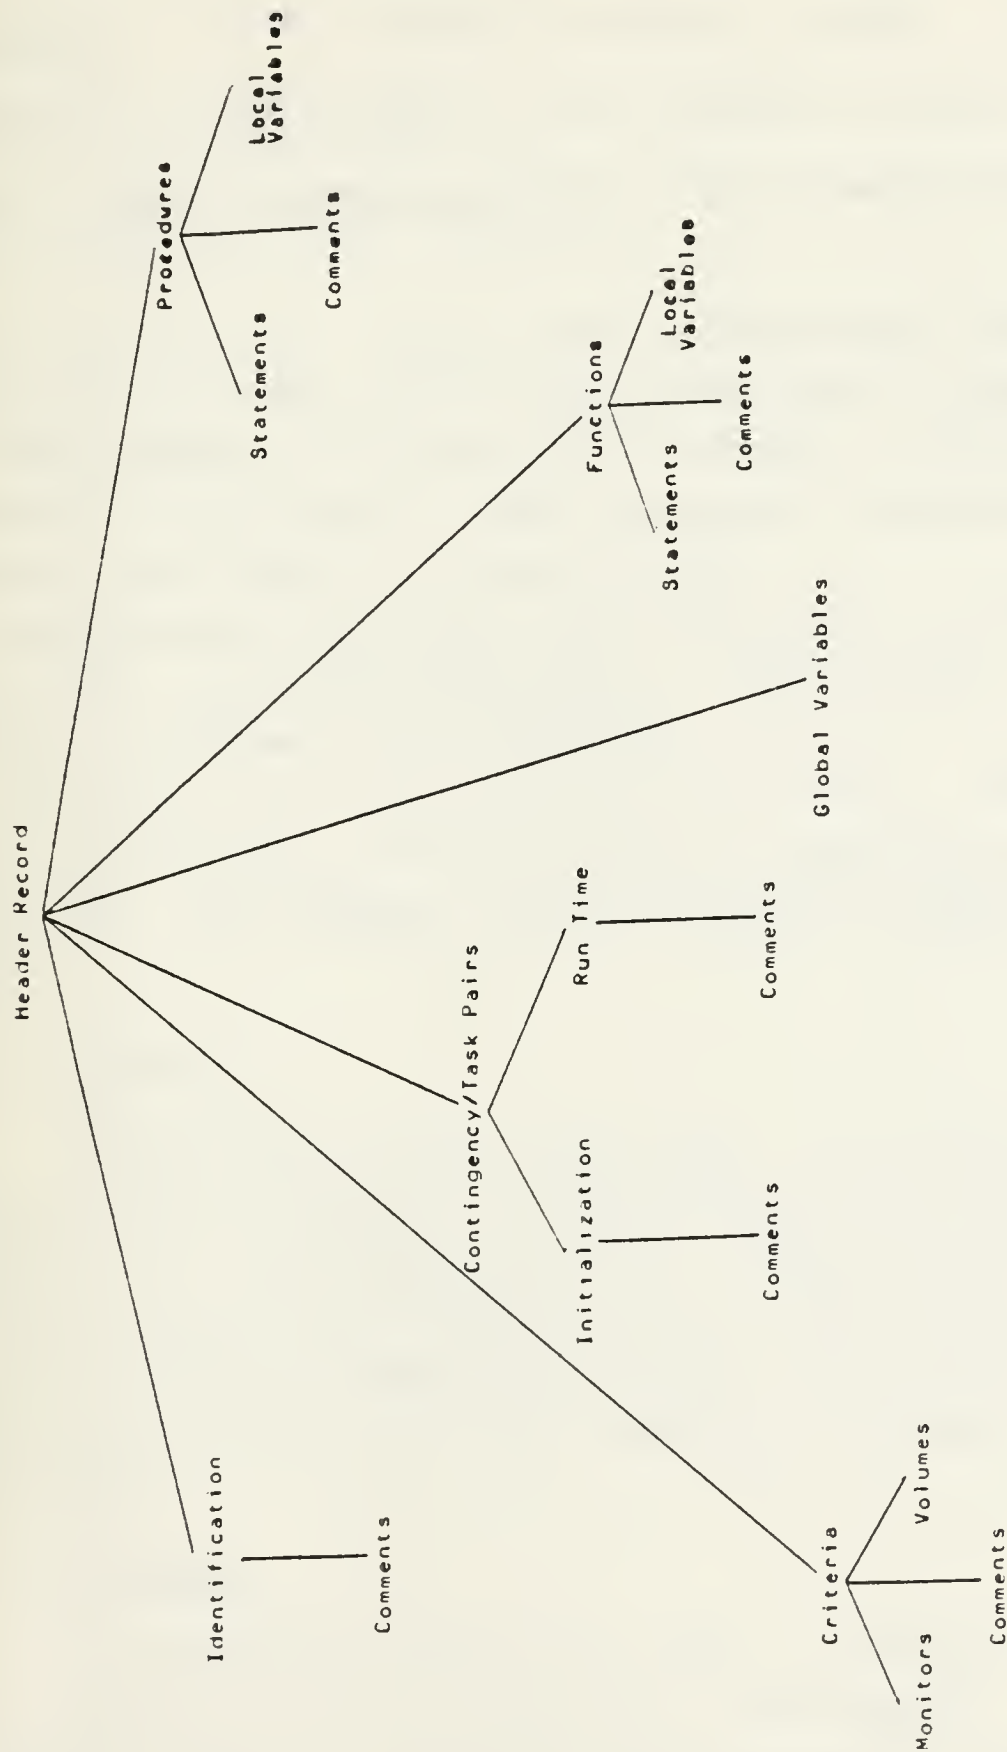 Header Record
Identification
Comments
Criteria
Monitors
Comments
Volumes
Contingency/Task Pairs
Initialization
Comments
Run Time
Comments
Global Variables
Functions
Statements
Comments
Local
Variables
Procedures
Statements
Comments
Local
Variables